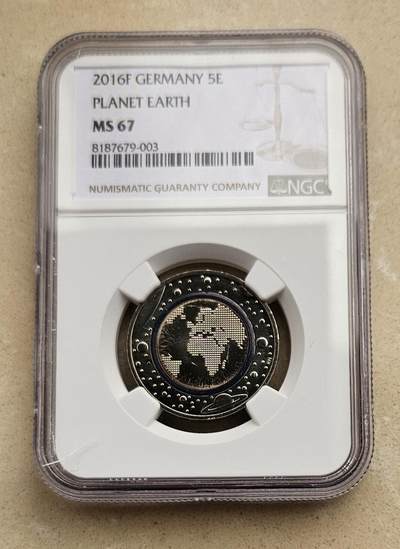 2016F GERMANY 5E
PLANET EARTH
MS 67
8187679-003
NUMISMATIC GUARANTY COMPANY
NGC